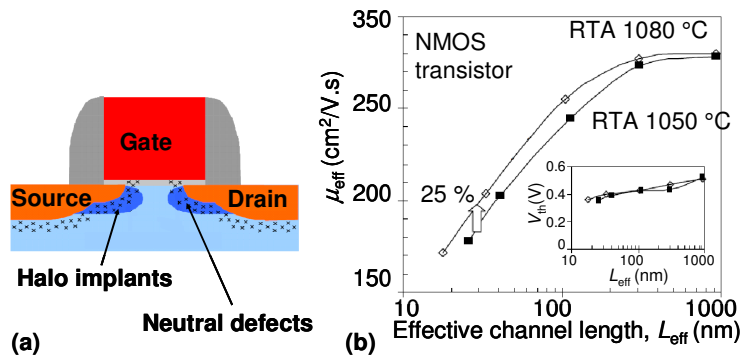 Gate
Source
Drain
Halo implants
Neutral defects
(a)
(b)
μeff (cm²/V.s)
350
250
200
150
NMOS
transistor
RTA 1080 °C
RTA 1050 °C
25 %
Vth(V)
0.6
0.4
0.2
0
10
100
1000
Leff (nm)
10
100
1000
Effective channel length, Leff (nm)